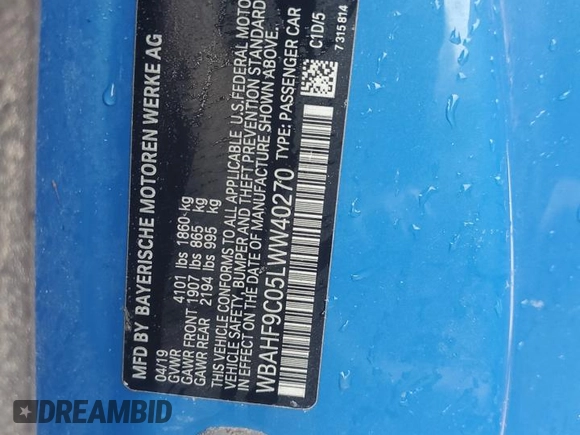 MFD BY BAYERISCHE MOTOREN WERKE AG
04/19
GVWR 4101 lbs 1860 kg
GAWR FRONT 1907 lbs 865 kg
GAWR REAR 2194 lbs 995 kg
THIS VEHICLE CONFORMS TO ALL APPLICABLE U.S. FEDERAL MOTO
VEHICLE SAFETY, BUMPER AND THEFT PREVENTION STANDARD
IN EFFECT ON THE DATE OF MANUFACTURE SHOWN ABOVE.
WBAHF9C05LWW40270 TYPE: PASSENGER CAR
C1D/5
7 315 814
DREAMBID